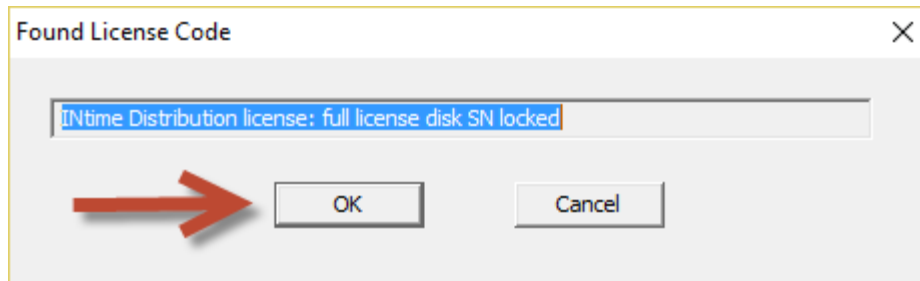 Found License Code
INtime Distribution license: full license disk SN locked
OK Cancel